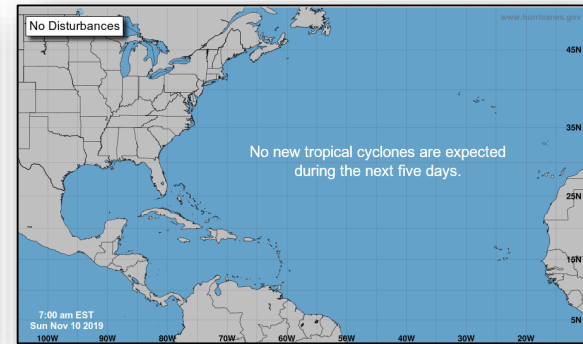 No Disturbances
www.hurricanes.gov
45N
35N
No new tropical cyclones are expected
during the next five days.
25N
15N
7:00 am EST
Sun Nov 10 2019
5N
100W 90W 80W 70W 60W 50W 40W 30W 20W 10W